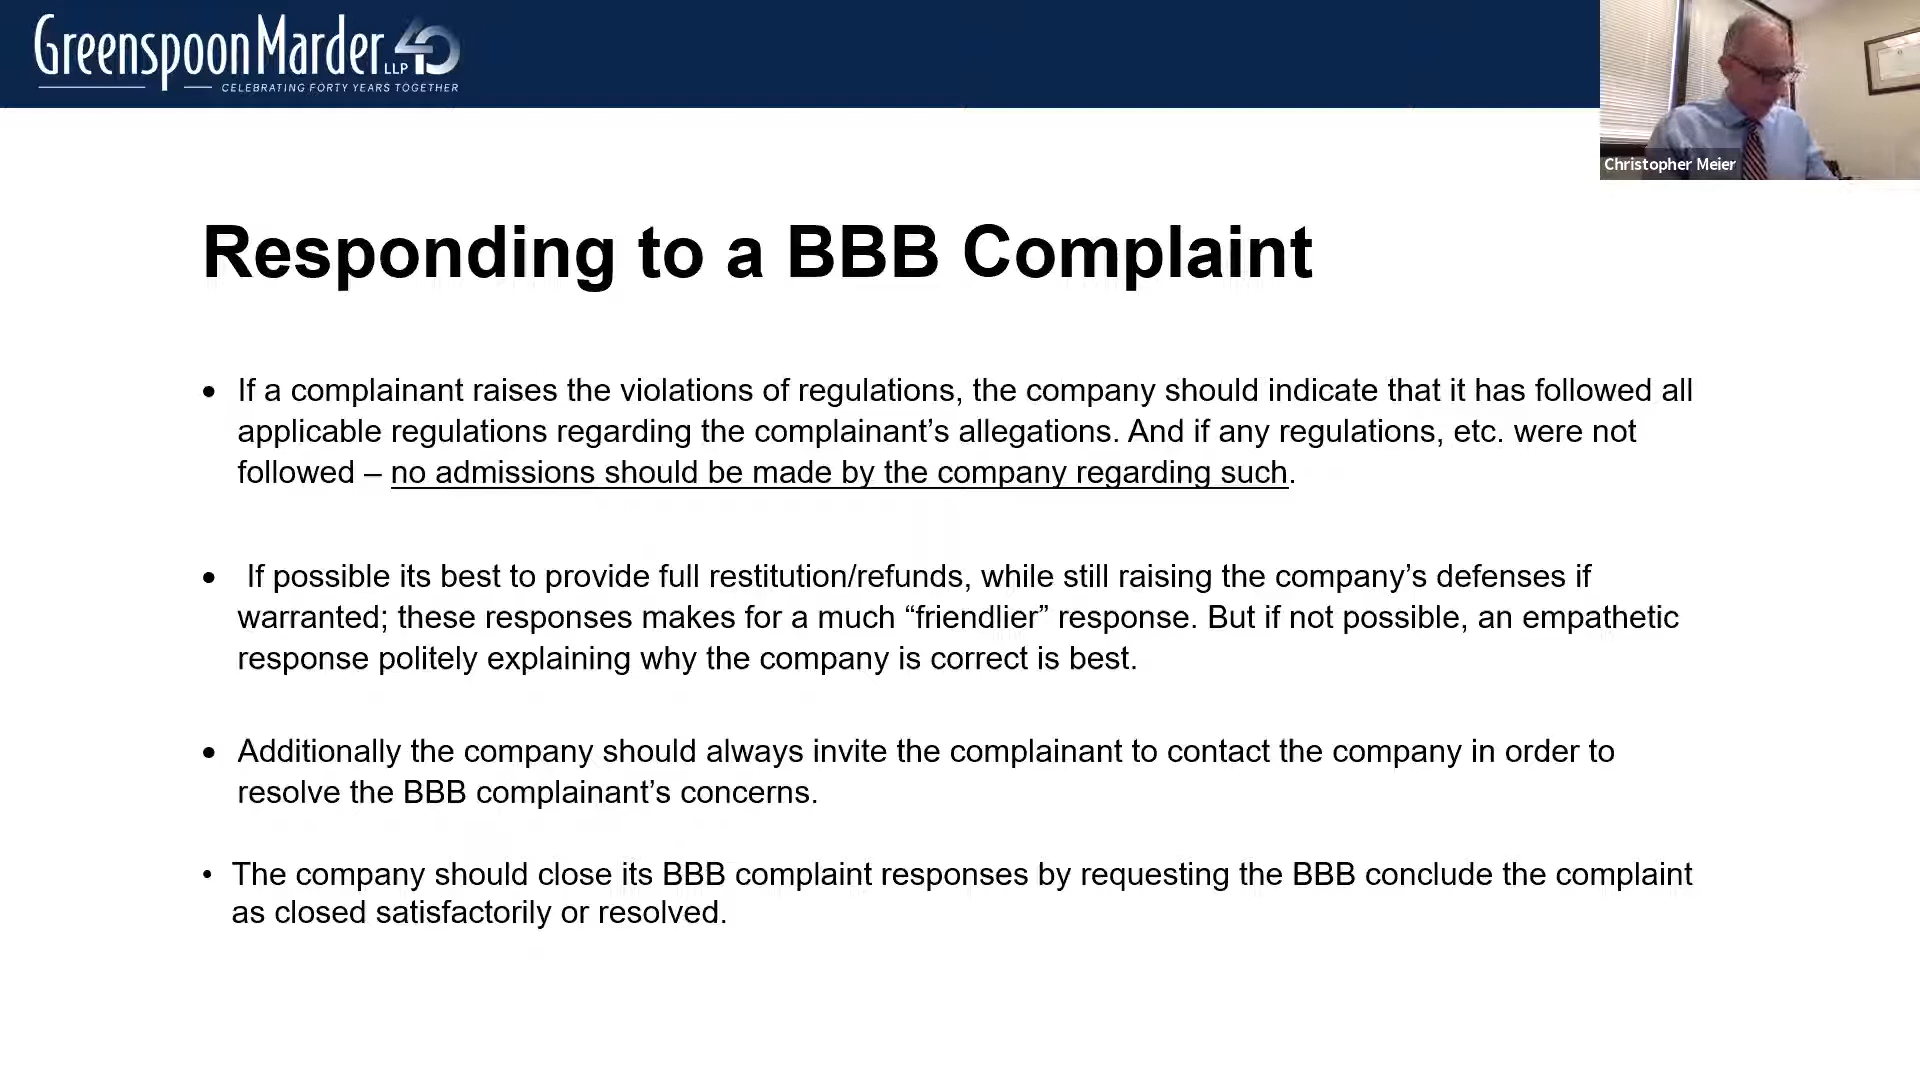 GreenspoonMarder LLP 40
CELEBRATING FORTY YEARS TOGETHER
Christopher Meier
Responding to a BBB Complaint
• If a complainant raises the violations of regulations, the company should indicate that it has followed all
applicable regulations regarding the complainant’s allegations. And if any regulations, etc. were not
followed – no admissions should be made by the company regarding such.
• If possible its best to provide full restitution/refunds, while still raising the company’s defenses if
warranted; these responses makes for a much “friendlier” response. But if not possible, an empathetic
response politely explaining why the company is correct is best.
• Additionally the company should always invite the complainant to contact the company in order to
resolve the BBB complainant’s concerns.
• The company should close its BBB complaint responses by requesting the BBB conclude the complaint
as closed satisfactorily or resolved.